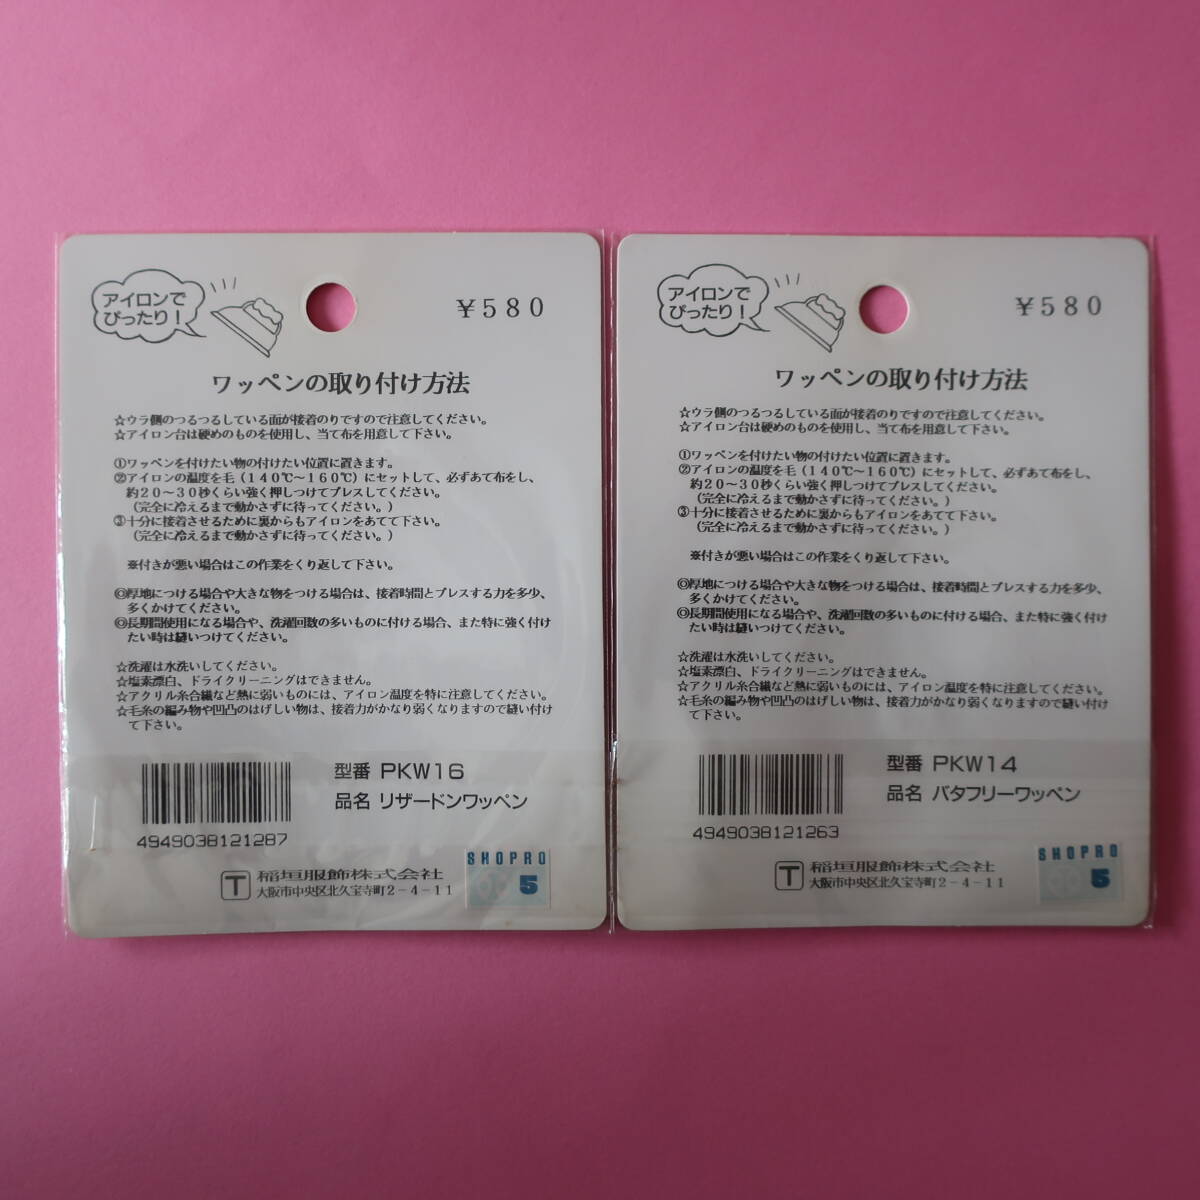 アイロンで
ぴったり！
￥５８０
ワッペンの取り付け方法
☆ウラ側のつるつるしている面が接着のりですので注意してください。
☆アイロン台は硬めのものを使用し、当て布を用意して下さい。
①ワッペンを付けたい物の付けたい位置に置きます。
②アイロンの温度を毛（１４０℃～１６０℃）にセットして、必ずあて布をし、
約２０～３０秒くらい強く押しつけてプレスしてください。
（完全に冷えるまで動かさずに待ってください。）
③十分に接着させるために裏からもアイロンをあてて下さい。
（完全に冷えるまで動かさずに待ってください。）
※付きが悪い場合はこの作業をくり返して下さい。
◎厚地につける場合や大きな物をつける場合は、接着時間とプレスする力を多少、
多くかけてください。
◎長期間使用になる場合や、洗濯回数の多いものに付ける場合、また特に強く付け
たい時は縫いつけてください。
☆洗濯は水洗いしてください。
☆塩素漂白、ドライクリーニングはできません。
☆アクリル糸合繊など熱に弱いものには、アイロン温度を特に注意してください。
☆毛糸の編み物や凹凸のはげしい物は、接着力がかなり弱くなりますので縫い付け
て下さい。
型番 PKW16
品名 リザードンワッペン
4949038121287
T 稲垣服飾株式会社
大阪市中央区北久宝寺町２－４－１１
SHOPRO
5
アイロンで
ぴったり！
￥５８０
ワッペンの取り付け方法
☆ウラ側のつるつるしている面が接着のりですので注意してください。
☆アイロン台は硬めのものを使用し、当て布を用意して下さい。
①ワッペンを付けたい物の付けたい位置に置きます。
②アイロンの温度を毛（１４０℃～１６０℃）にセットして、必ずあて布をし、
約２０～３０秒くらい強く押しつけてプレスしてください。
（完全に冷えるまで動かさずに待ってください。）
③十分に接着させるために裏からもアイロンをあてて下さい。
（完全に冷えるまで動かさずに待ってください。）
※付きが悪い場合はこの作業をくり返して下さい。
◎厚地につける場合や大きな物をつける場合は、接着時間とプレスする力を多少、
多くかけてください。
◎長期間使用になる場合や、洗濯回数の多いものに付ける場合、また特に強く付け
たい時は縫いつけてください。
☆洗濯は水洗いしてください。
☆塩素漂白、ドライクリーニングはできません。
☆アクリル糸合繊など熱に弱いものには、アイロン温度を特に注意してください。
☆毛糸の編み物や凹凸のはげしい物は、接着力がかなり弱くなりますので縫い付け
て下さい。
型番 PKW14
品名 バタフリーワッペン
4949038121263
T 稲垣服飾株式会社
大阪市中央区北久宝寺町２－４－１１
SHOPRO
5